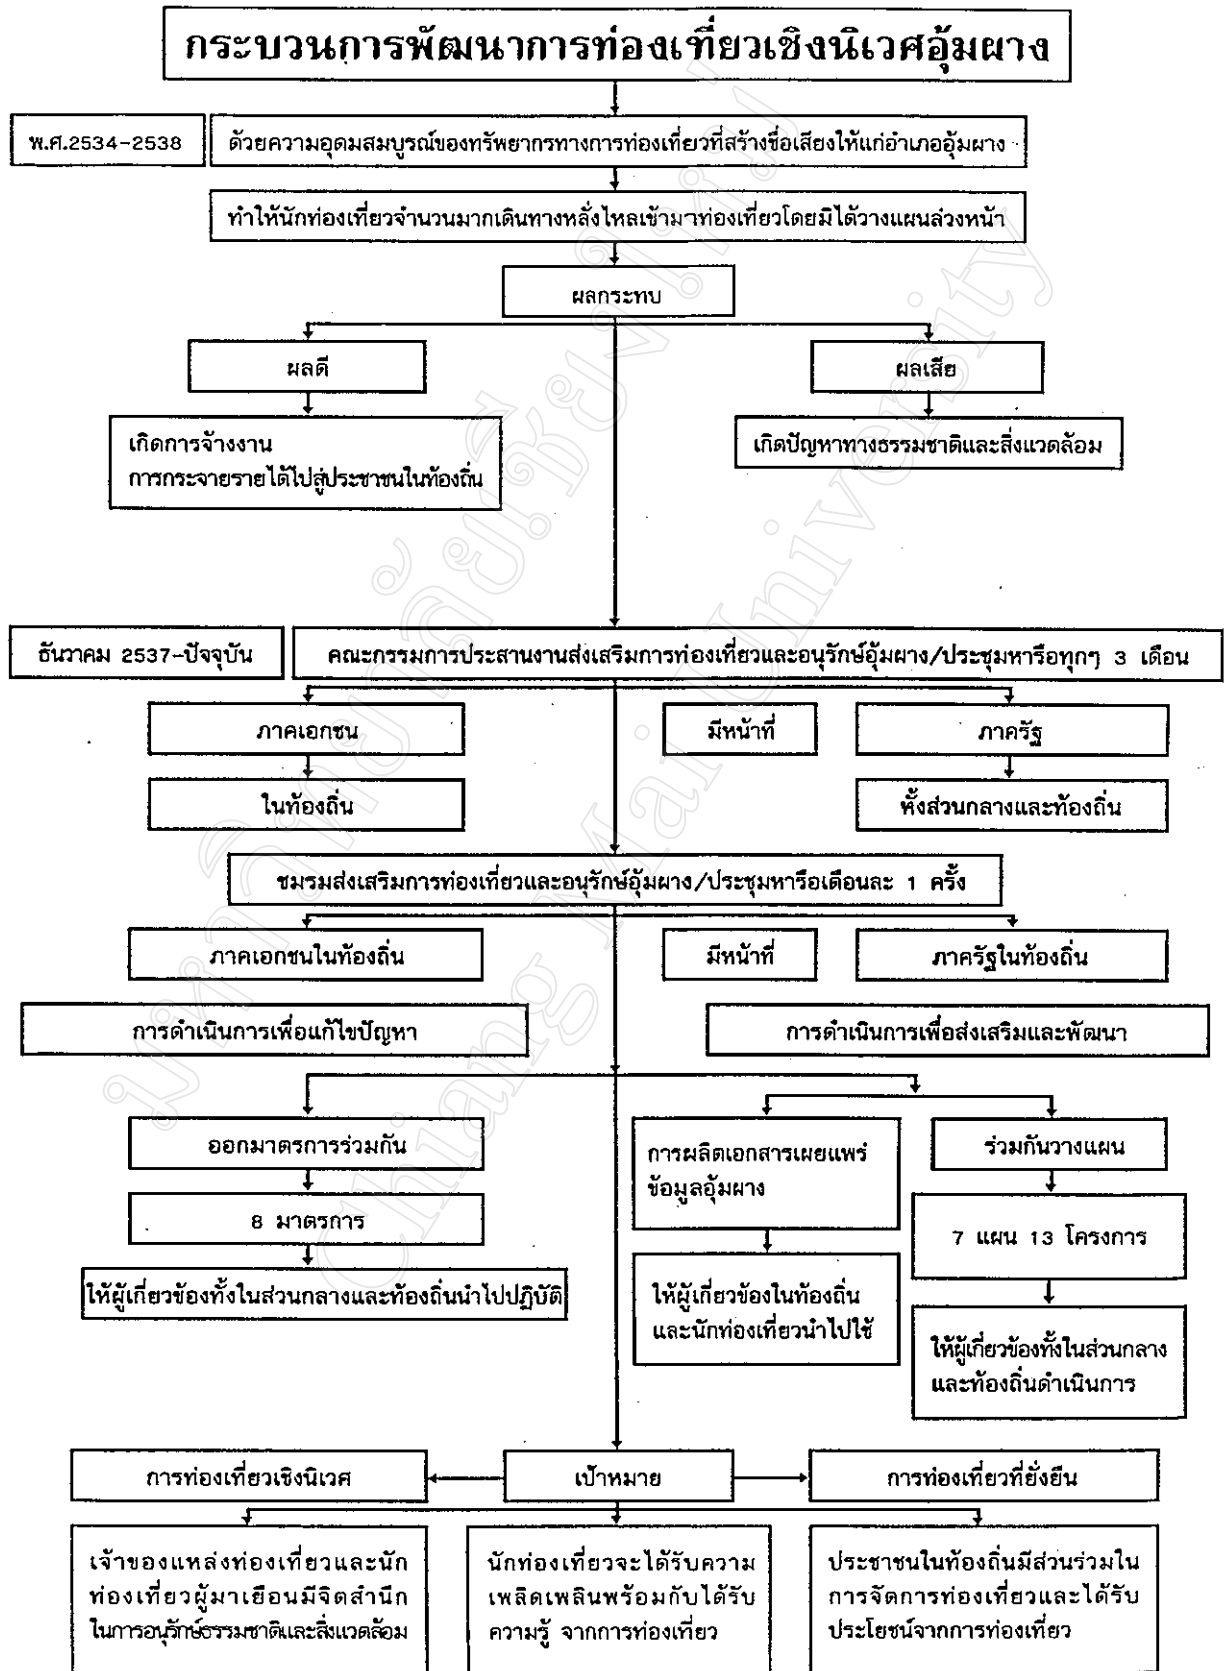 กระบวนการพัฒนาการท่องเที่ยวเชิงนิเวศอุ้มผาง
พ.ศ.2534-2538
ด้วยความอุดมสมบูรณ์ของทรัพยากรทางการท่องเที่ยวที่สร้างชื่อเสียงให้แก่อำเภออุ้มผาง
ทำให้นักท่องเที่ยวจำนวนมากเดินทางหลั่งไหลเข้ามาท่องเที่ยวโดยมิได้วางแผนล่วงหน้า
ผลกระทบ
ผลดี
ผลเสีย
เกิดการจ้างงาน
การกระจายรายได้ไปสู่ประชาชนในท้องถิ่น
เกิดปัญหาทางธรรมชาติและสิ่งแวดล้อม
ธันวาคม 2537-ปัจจุบัน
คณะกรรมการประสานงานส่งเสริมการท่องเที่ยวและอนุรักษ์อุ้มผาง/ประชุมหารือทุกๆ 3 เดือน
ภาคเอกชน
มีหน้าที่
ภาครัฐ
ในท้องถิ่น
ทั้งส่วนกลางและท้องถิ่น
ชมรมส่งเสริมการท่องเที่ยวและอนุรักษ์อุ้มผาง/ประชุมหารือเดือนละ 1 ครั้ง
ภาคเอกชนในท้องถิ่น
มีหน้าที่
ภาครัฐในท้องถิ่น
การดำเนินการเพื่อแก้ไขปัญหา
การดำเนินการเพื่อส่งเสริมและพัฒนา
ออกมาตรการร่วมกัน
8 มาตรการ
ให้ผู้เกี่ยวข้องทั้งในส่วนกลางและท้องถิ่นนำไปปฏิบัติ
การผลิตเอกสารเผยแพร่
ข้อมูลอุ้มผาง
ให้ผู้เกี่ยวข้องในท้องถิ่น
และนักท่องเที่ยวนำไปใช้
ร่วมกันวางแผน
7 แผน 13 โครงการ
ให้ผู้เกี่ยวข้องทั้งในส่วนกลาง
และท้องถิ่นดำเนินการ
การท่องเที่ยวเชิงนิเวศ
เป้าหมาย
การท่องเที่ยวที่ยั่งยืน
เจ้าของแหล่งท่องเที่ยวและนัก
ท่องเที่ยวผู้มาเยือนมีจิตสำนึก
ในการอนุรักษ์ธรรมชาติและสิ่งแวดล้อม
นักท่องเที่ยวจะได้รับความ
เพลิดเพลินพร้อมกับได้รับ
ความรู้ จากการท่องเที่ยว
ประชาชนในท้องถิ่นมีส่วนร่วมใน
การจัดการท่องเที่ยวและได้รับ
ประโยชน์จากการท่องเที่ยว
มหาวิทยาลัยเชียงใหม่
Chiang Mai University